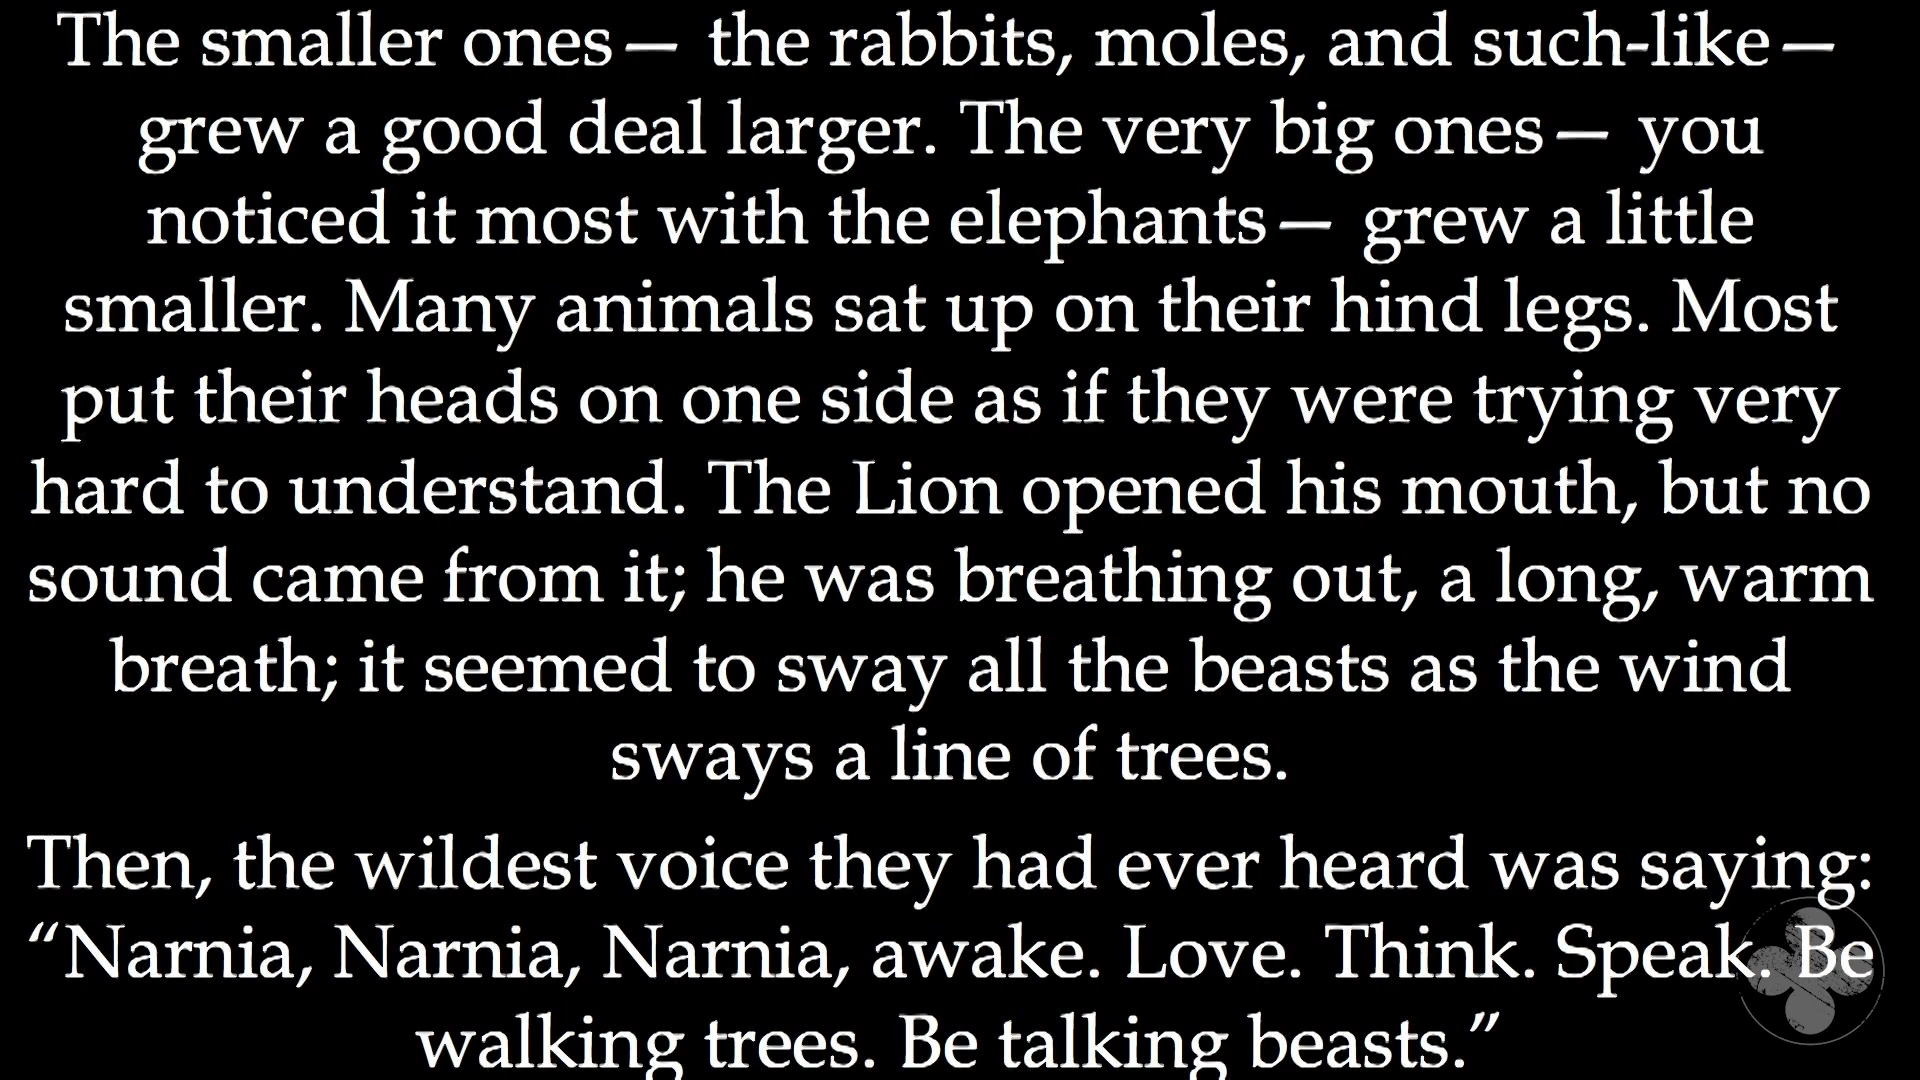 The smaller ones— the rabbits, moles, and such-like—
grew a good deal larger. The very big ones— you
noticed it most with the elephants— grew a little
smaller. Many animals sat up on their hind legs. Most
put their heads on one side as if they were trying very
hard to understand. The Lion opened his mouth, but no
sound came from it; he was breathing out, a long, warm
breath; it seemed to sway all the beasts as the wind
sways a line of trees.
Then, the wildest voice they had ever heard was saying:
“Narnia, Narnia, Narnia, awake. Love. Think. Speak. Be
walking trees. Be talking beasts.”